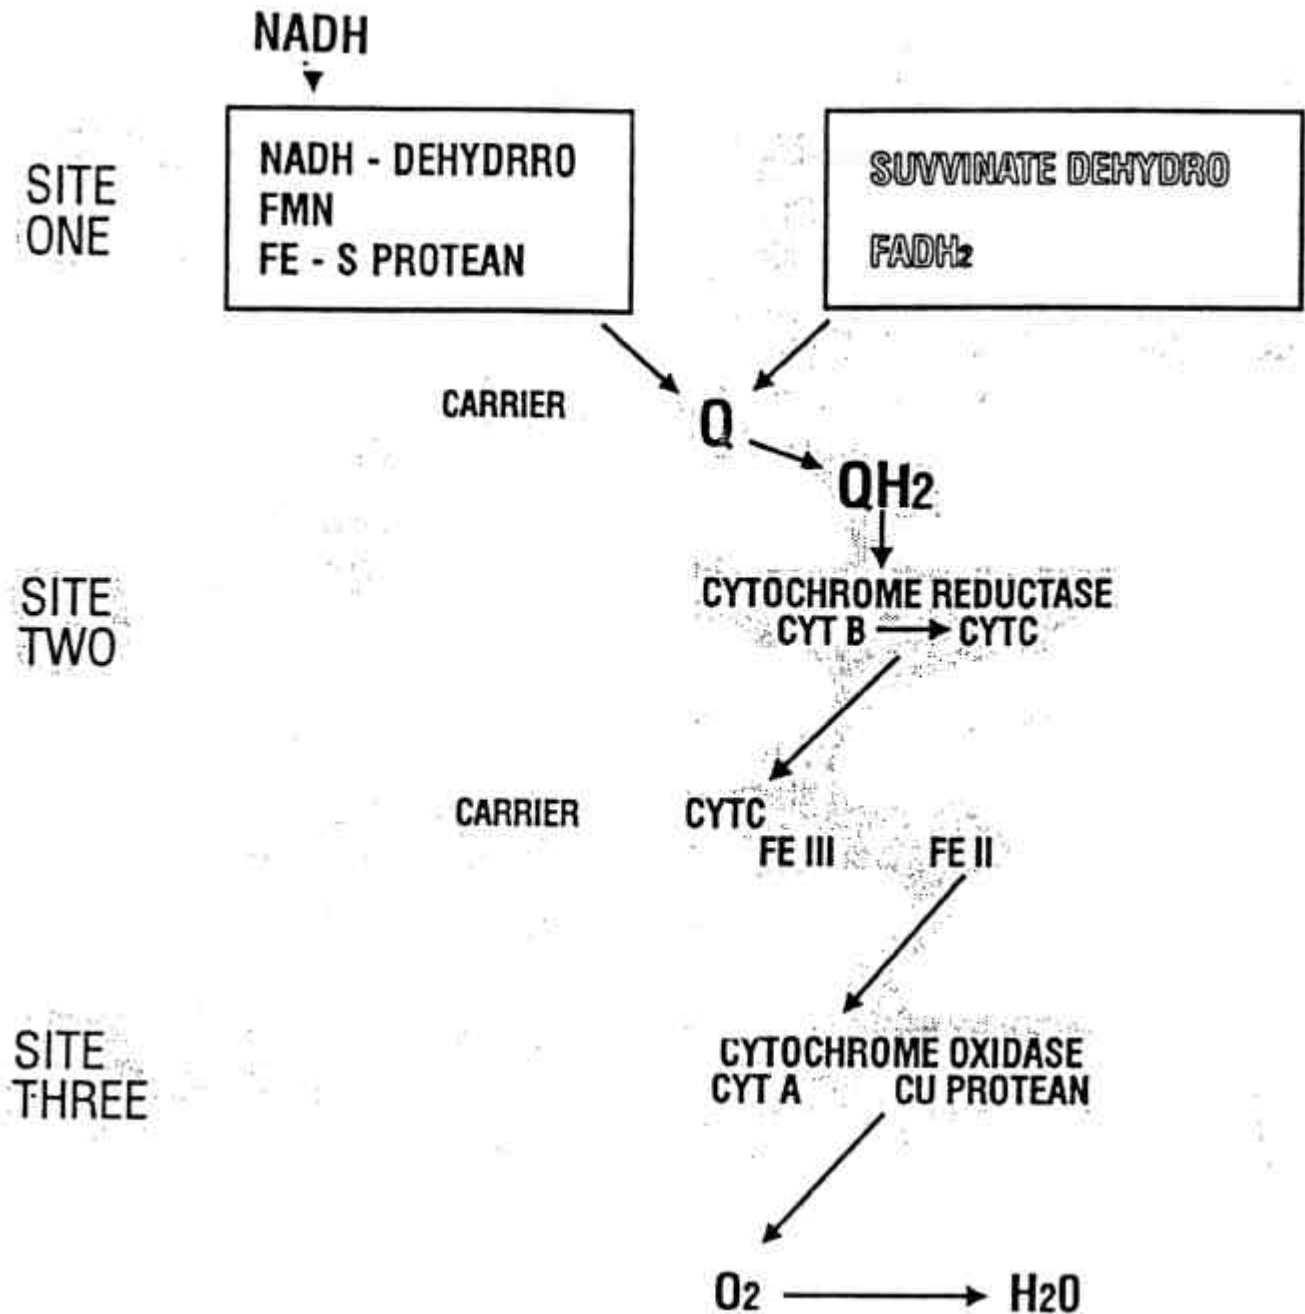 NADH
SITE
ONE
NADH - DEHYDRRO
FMN
FE - S PROTEAN
SUVVINATE DEHYDRO
FADH2
CARRIER
Q
QH2
SITE
TWO
CYTOCHROME REDUCTASE
CYT B CYTC
CARRIER
CYTC
FE III FE II
SITE
THREE
CYTOCHROME OXIDASE
CYT A CU PROTEAN
O2 H2O